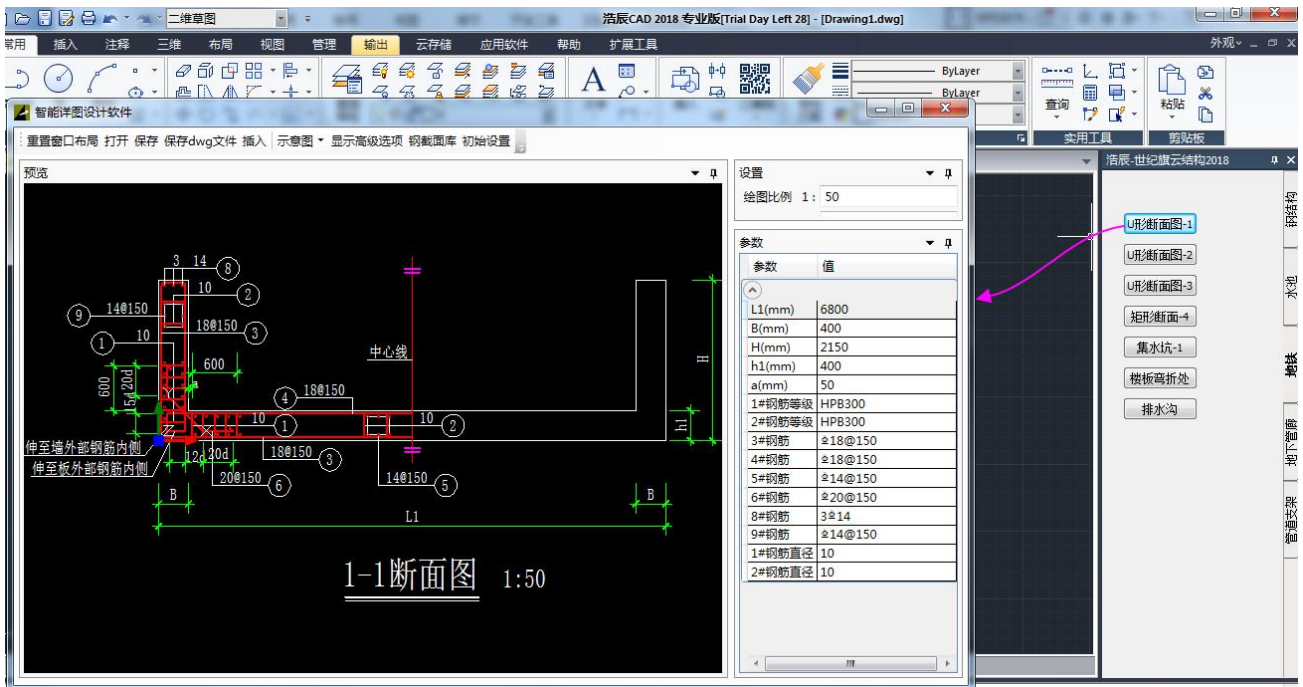 二维草图
浩辰CAD 2018 专业版[Trial Day Left 28] - [Drawing1.dwg]
常用 插入 注释 三维 布局 视图 管理 输出 云存储 应用软件 帮助 扩展工具 外观
ByLayer
ByLayer
查询
粘贴
实用工具
剪贴板
智能详图设计软件
重置窗口布局 打开 保存 保存dwg文件 插入 示意图 显示高级选项 钢截面库 初始设置
预览
3 14 8
10 2
9 14@150
18@150 3
1 10
中心线
H
600
600
20d
15d
a
4 18@150
10 1
10 2
h1
伸至墙外部钢筋内侧
伸至板外部钢筋内侧
12d 20d
18@150 3
20@150 6
14@150 5
B
B
L1
1-1断面图 1:50
设置
绘图比例 1: 50
参数
参数 值
L1(mm) 6800
B(mm) 400
H(mm) 2150
h1(mm) 400
a(mm) 50
1#钢筋等级 HPB300
2#钢筋等级 HPB300
3#钢筋 ⌽18@150
4#钢筋 ⌽18@150
5#钢筋 ⌽14@150
6#钢筋 ⌽20@150
8#钢筋 3⌽14
9#钢筋 ⌽14@150
1#钢筋直径 10
2#钢筋直径 10
浩辰-世纪旗云结构2018
U形断面图-1
U形断面图-2
U形断面图-3
矩形断面-4
集水坑-1
楼板弯折处
排水沟
钢结构
水池
地铁
地下管廊
管道支架